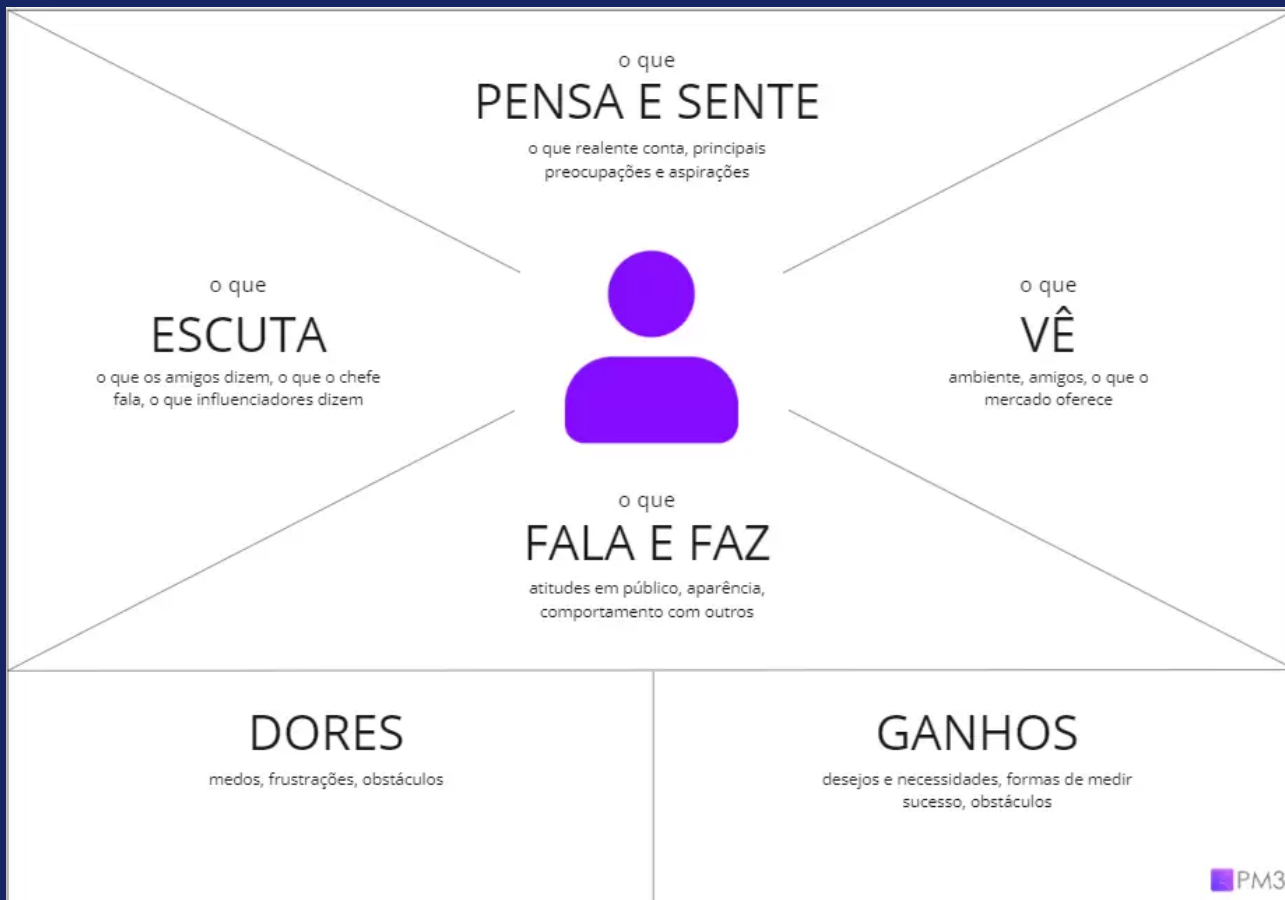 o que
PENSA E SENTE
o que realente conta, principais
preocupações e aspirações
o que
ESCUTA
o que os amigos dizem, o que o chefe
fala, o que influenciadores dizem
o que
VÊ
ambiente, amigos, o que o
mercado oferece
o que
FALA E FAZ
atitudes em público, aparência,
comportamento com outros
DORES
medos, frustrações, obstáculos
GANHOS
desejos e necessidades, formas de medir
sucesso, obstáculos
PM3